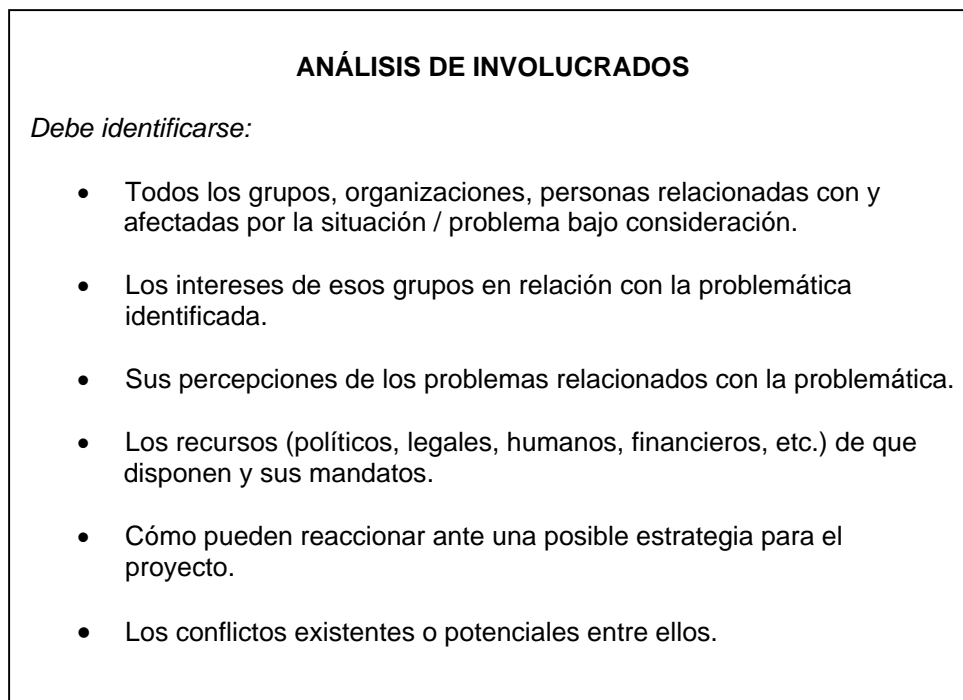 ANÁLISIS DE INVOLUCRADOS
Debe identificarse:
• Todos los grupos, organizaciones, personas relacionadas con y
afectadas por la situación / problema bajo consideración.
• Los intereses de esos grupos en relación con la problemática
identificada.
• Sus percepciones de los problemas relacionados con la problemática.
• Los recursos (políticos, legales, humanos, financieros, etc.) de que
disponen y sus mandatos.
• Cómo pueden reaccionar ante una posible estrategia para el
proyecto.
• Los conflictos existentes o potenciales entre ellos.